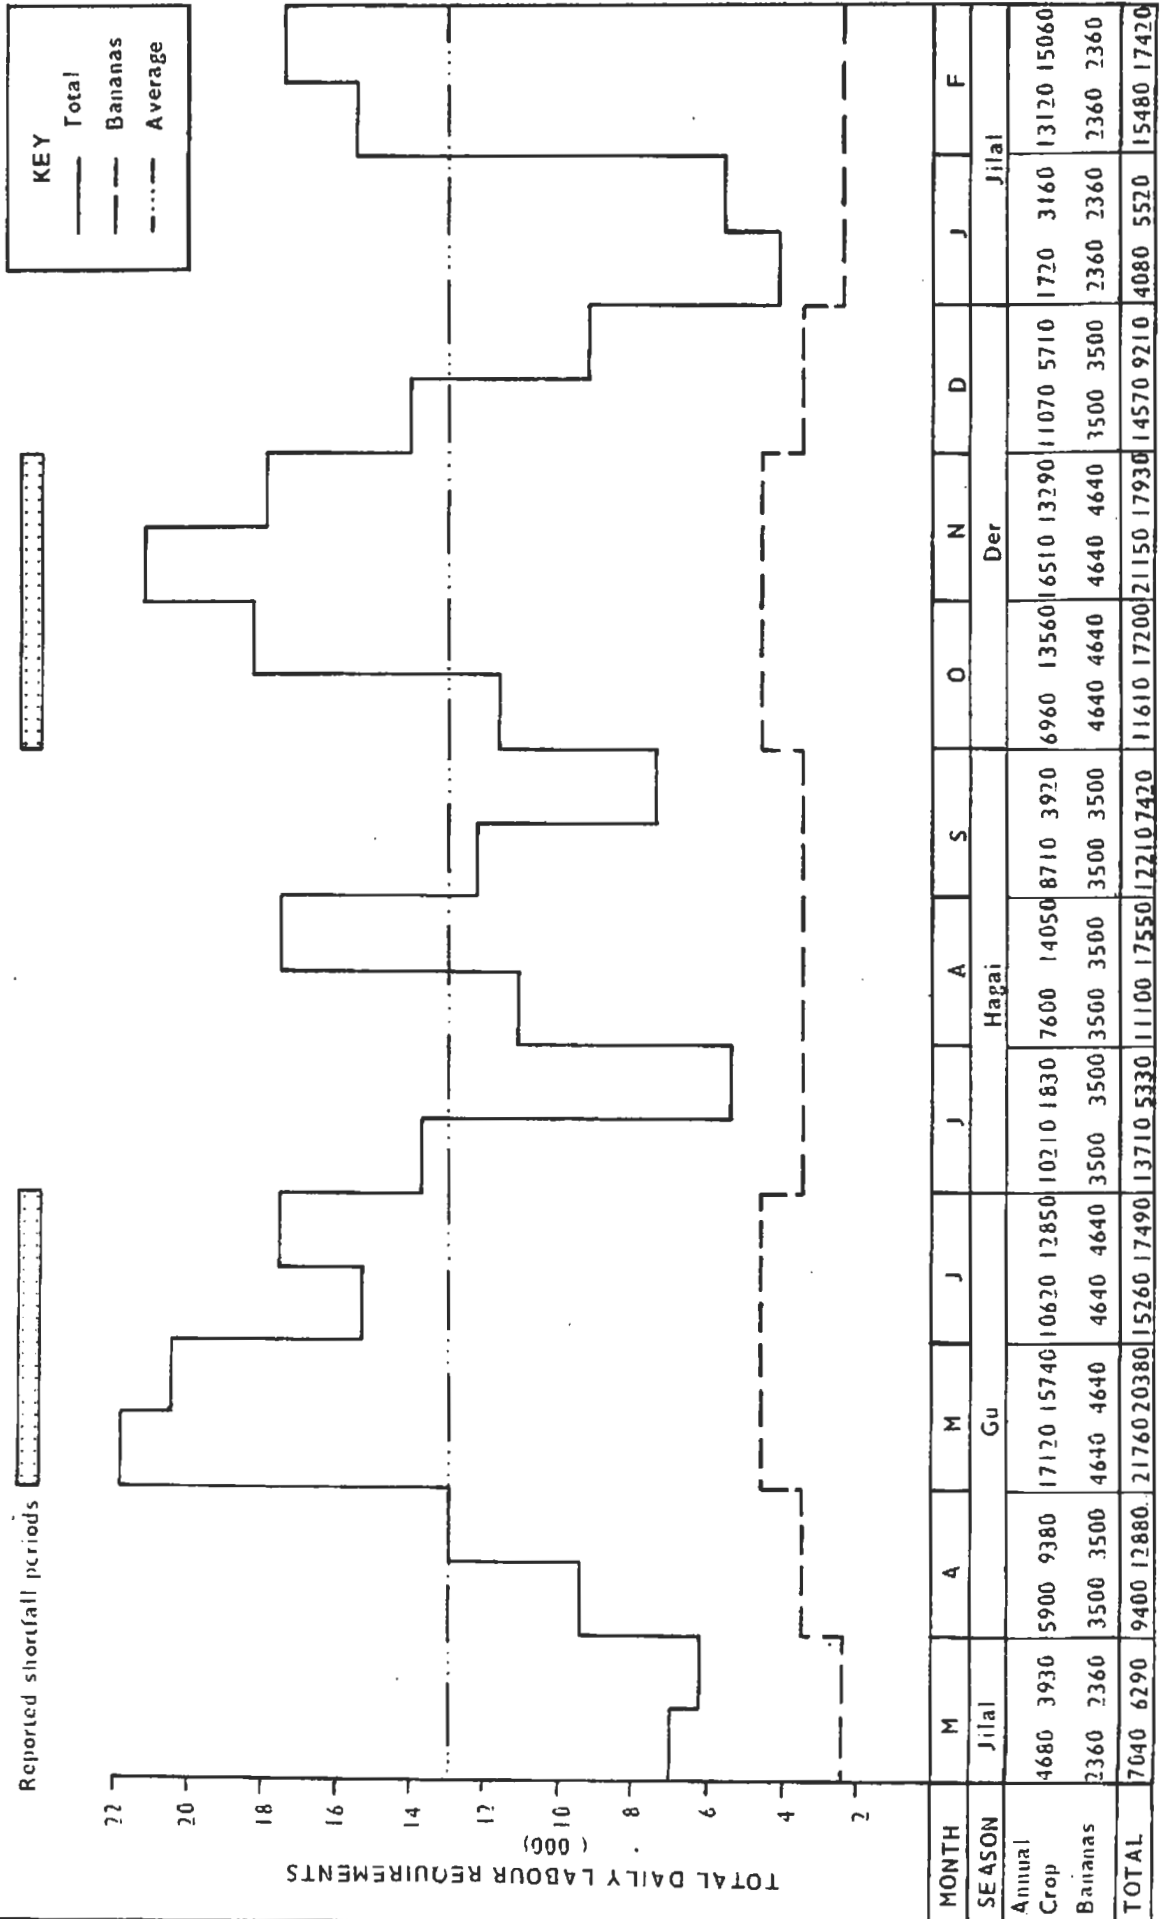 Reported shortfall periods
KEY
Total
Bananas
Average
TOTAL DAILY LABOUR REQUIREMENTS
('000)
22
20
18
16
14
12
10
8
6
4
2
MONTH M A M J J A S O N D J F
SEASON Jilal Gu Hagai Der Jilal
Annual
Crop 4680 3930 5900 9380 17120 15740 10620 12850 10210 1830 7600 14050 8710 3920 6960 13560 16510 13290 11070 5710 1720 3160 13120 15060
Bananas 2360 2360 3500 3500 4640 4640 4640 4640 3500 3500 3500 3500 3500 3500 4640 4640 4640 4640 3500 3500 2360 2360 2360 2360
TOTAL 7040 6290 9400 12880 21760 20380 15260 17490 13710 5330 11100 17550 12210 7420 11610 17200 21150 17930 14570 9210 4080 5520 15480 17420